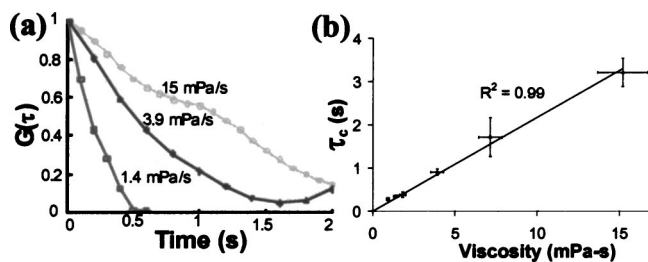 (a)
G(τ)
1
0.8
0.6
0.4
0.2
0
15 mPa/s
3.9 mPa/s
1.4 mPa/s
0
0.5
1
2
Time (s)
(b)
τc (s)
4
3
2
1
0
R² = 0.99
0
5
10
15
Viscosity (mPa-s)